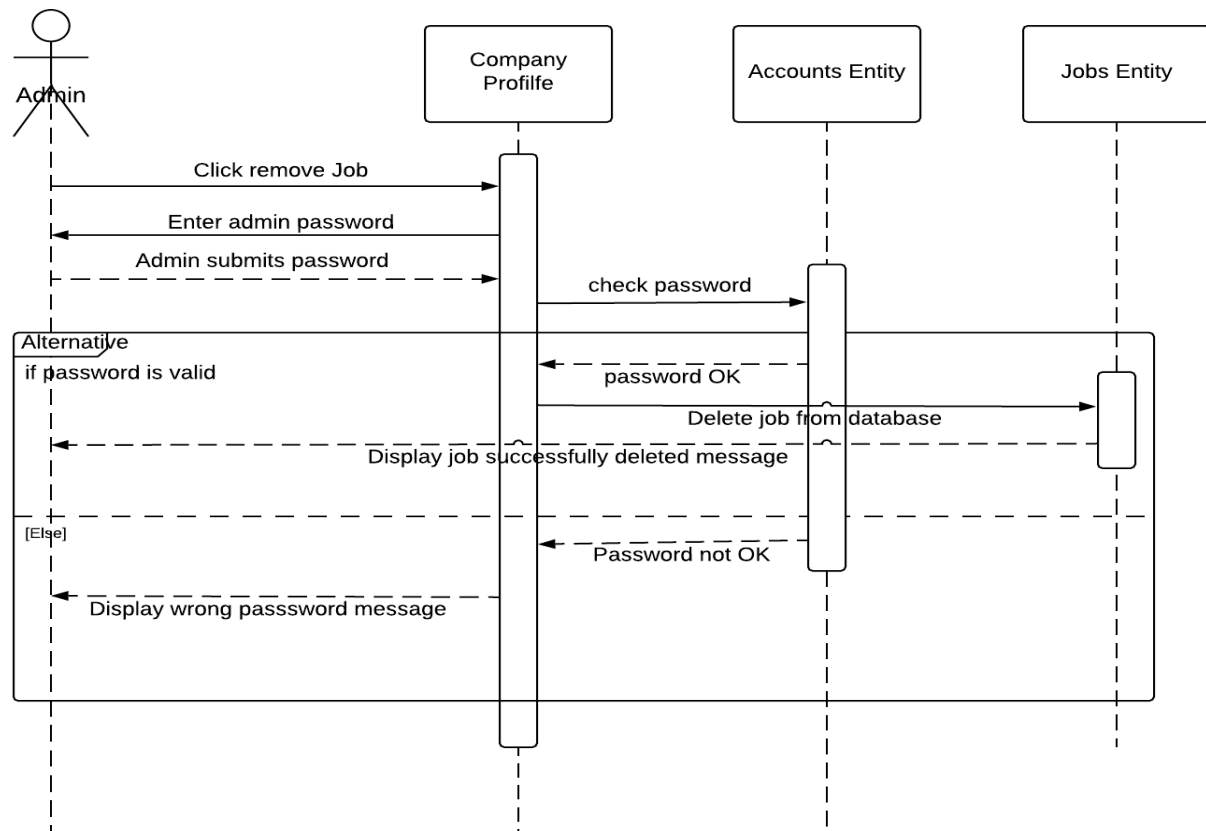 Admin
Company
Profilfe
Accounts Entity
Jobs Entity
Click remove Job
Enter admin password
Admin submits password
check password
Alternative
if password is valid
password OK
Delete job from database
Display job successfully deleted message
[Else]
Password not OK
Display wrong passsword message